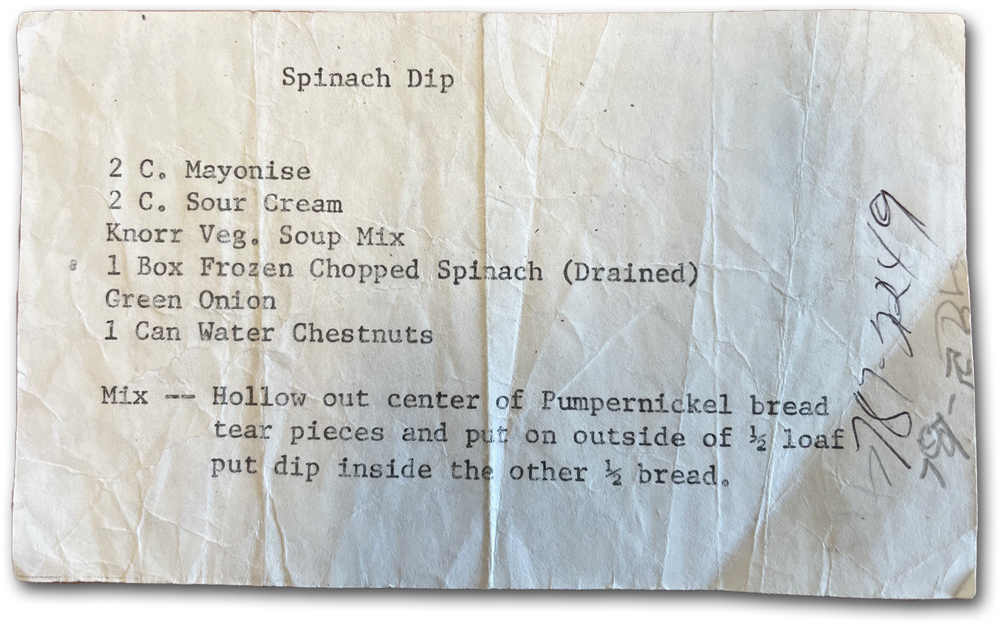 Spinach Dip
2 C. Mayonise
2 C. Sour Cream
Knorr Veg. Soup Mix
1 Box Frozen Chopped Spinach (Drained)
Green Onion
1 Can Water Chestnuts
Mix -- Hollow out center of Pumpernickel bread
tear pieces and put on outside of ½ loaf
put dip inside the other ½ bread.
787-2249